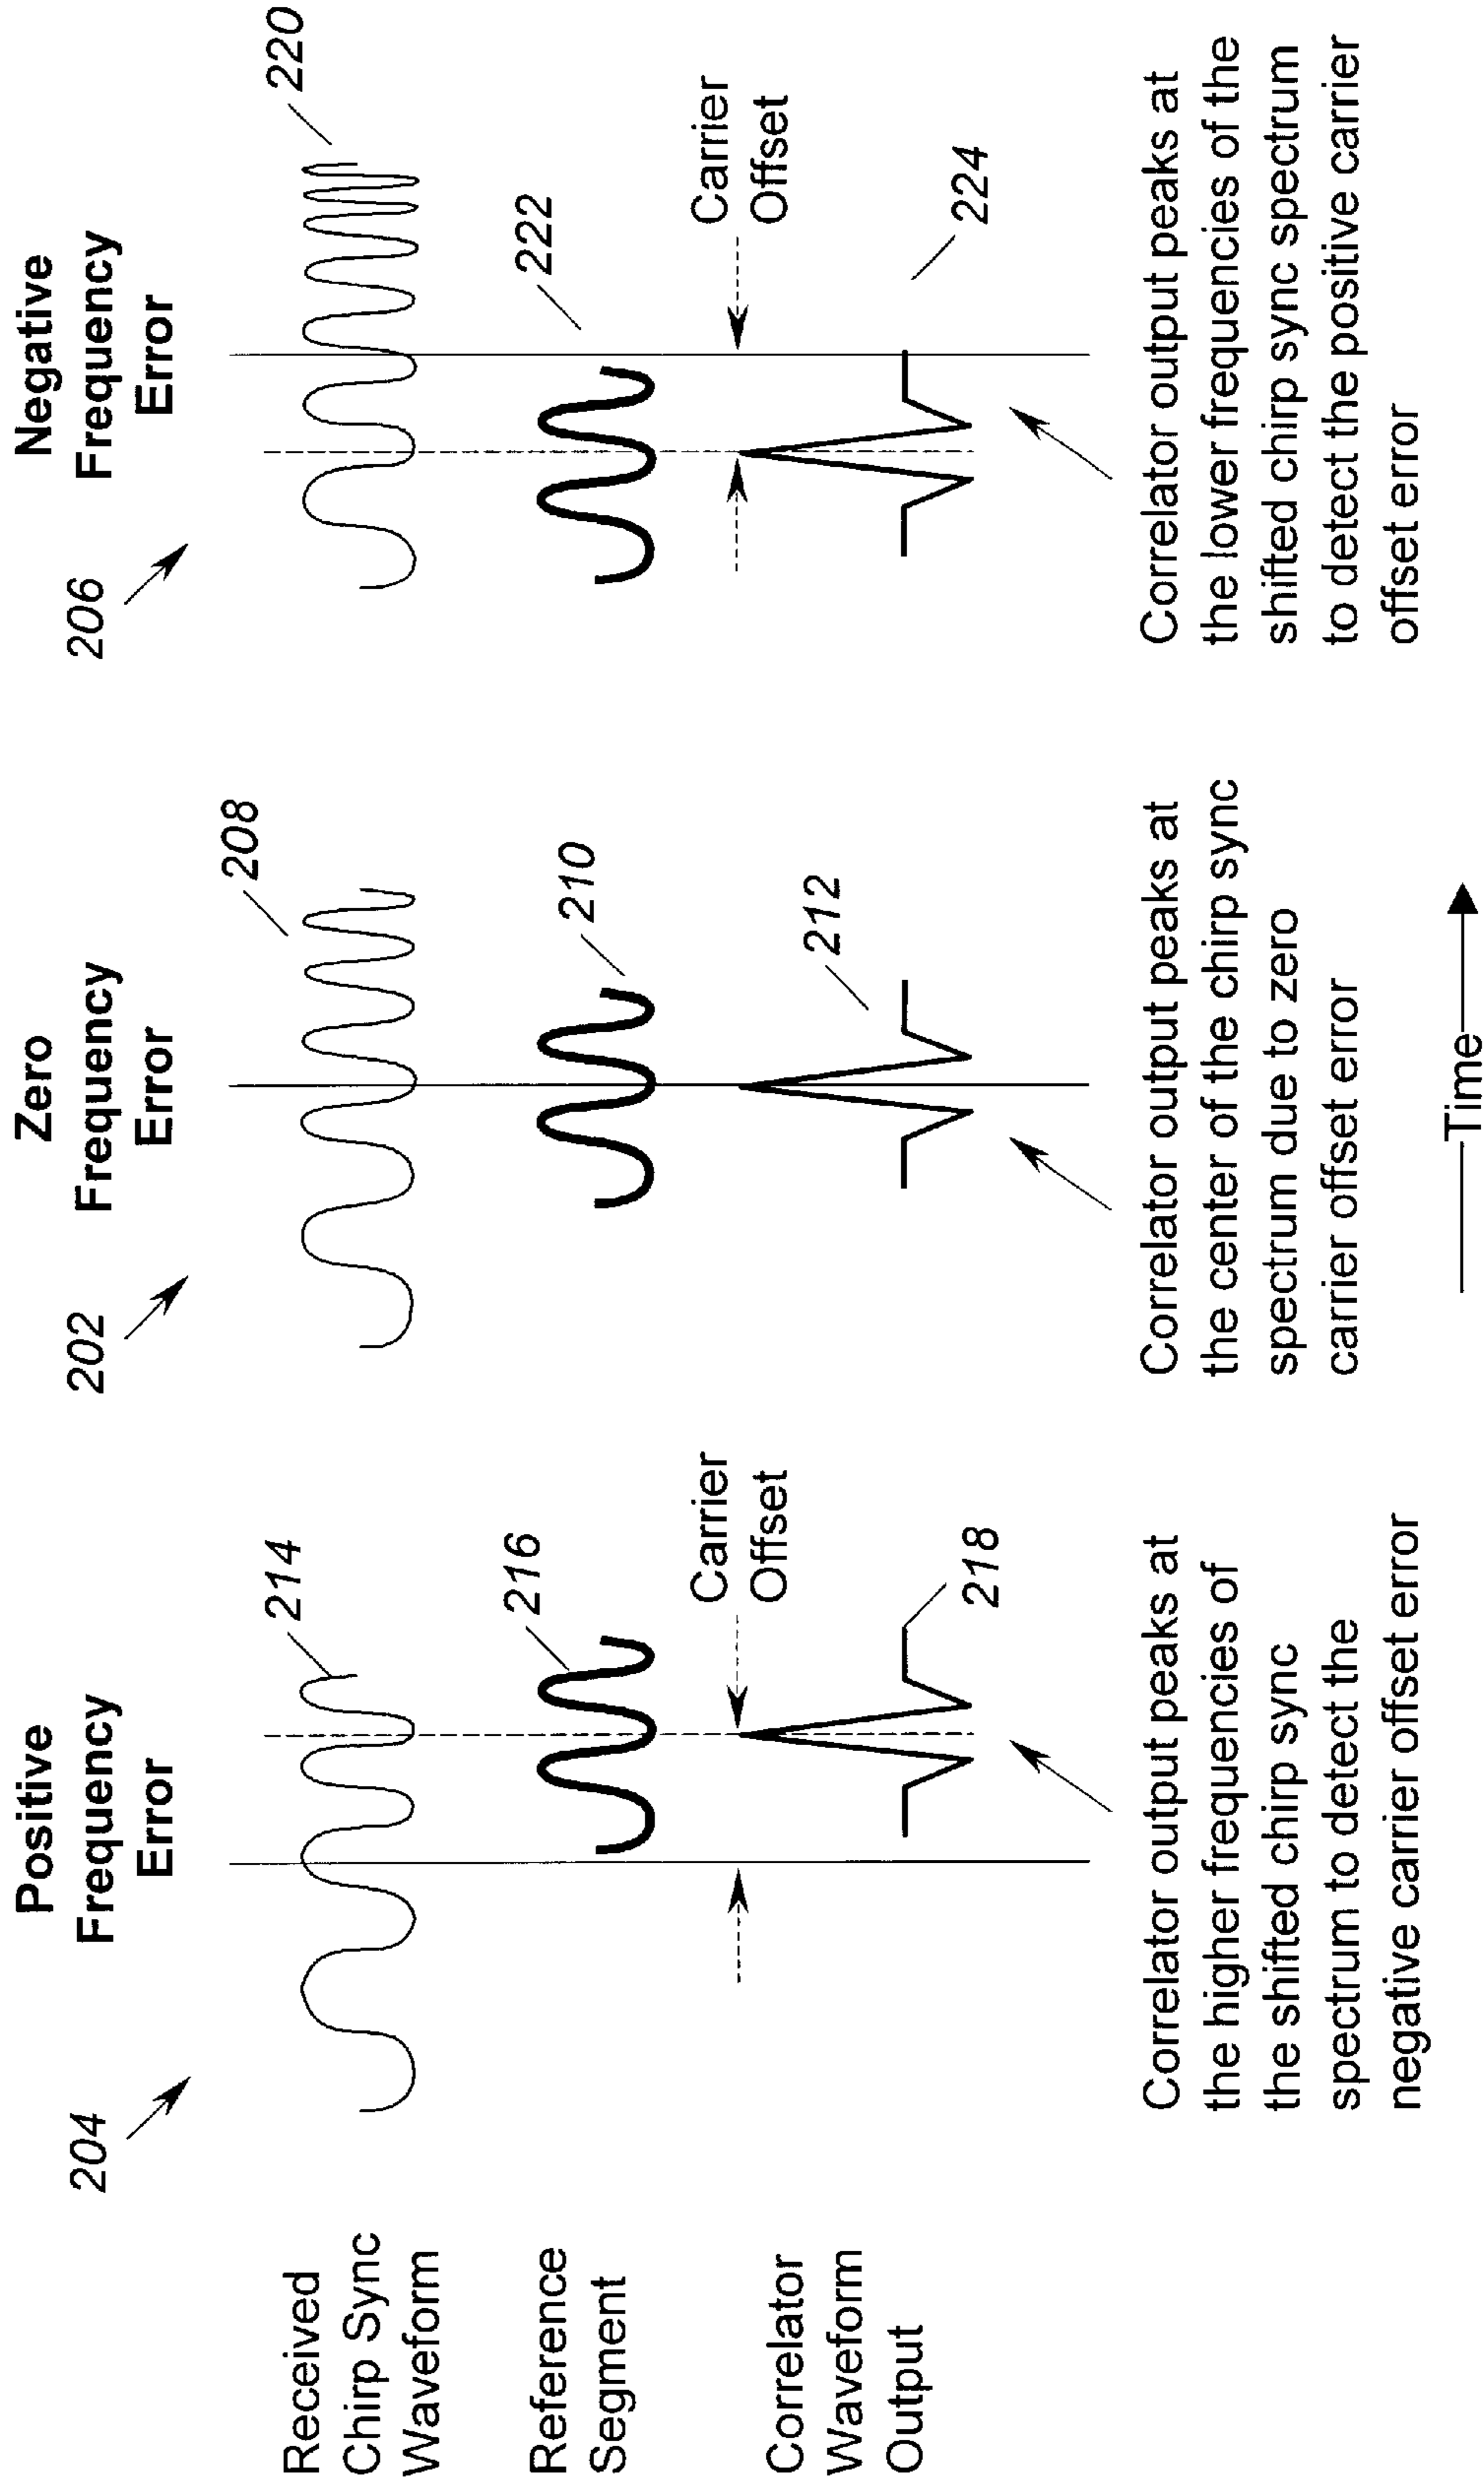 204
Positive
Frequency
Error
202
Zero
Frequency
Error
206
Negative
Frequency
Error
Received
Chirp Sync
Waveform
214
208
220
Reference
Segment
216
210
222
Correlator
Waveform
Output
Carrier
Offset
218
212
Carrier
Offset
224
Correlator output peaks at
the higher frequencies of
the shifted chirp sync
spectrum to detect the
negative carrier offset error
Correlator output peaks at
the center of the chirp sync
spectrum due to zero
carrier offset error
Correlator output peaks at
the lower frequencies of the
shifted chirp sync spectrum
to detect the positive carrier
offset error
Time